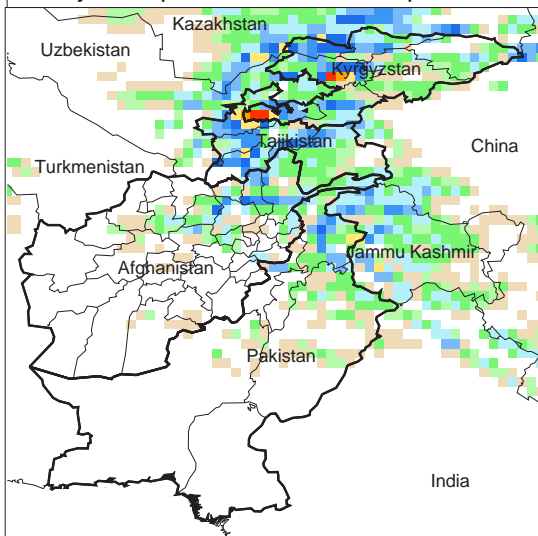 Kazakhstan
Uzbekistan
Kyrgyzstan
Tajikistan
China
Turkmenistan
Jammu Kashmir
Afghanistan
Pakistan
India